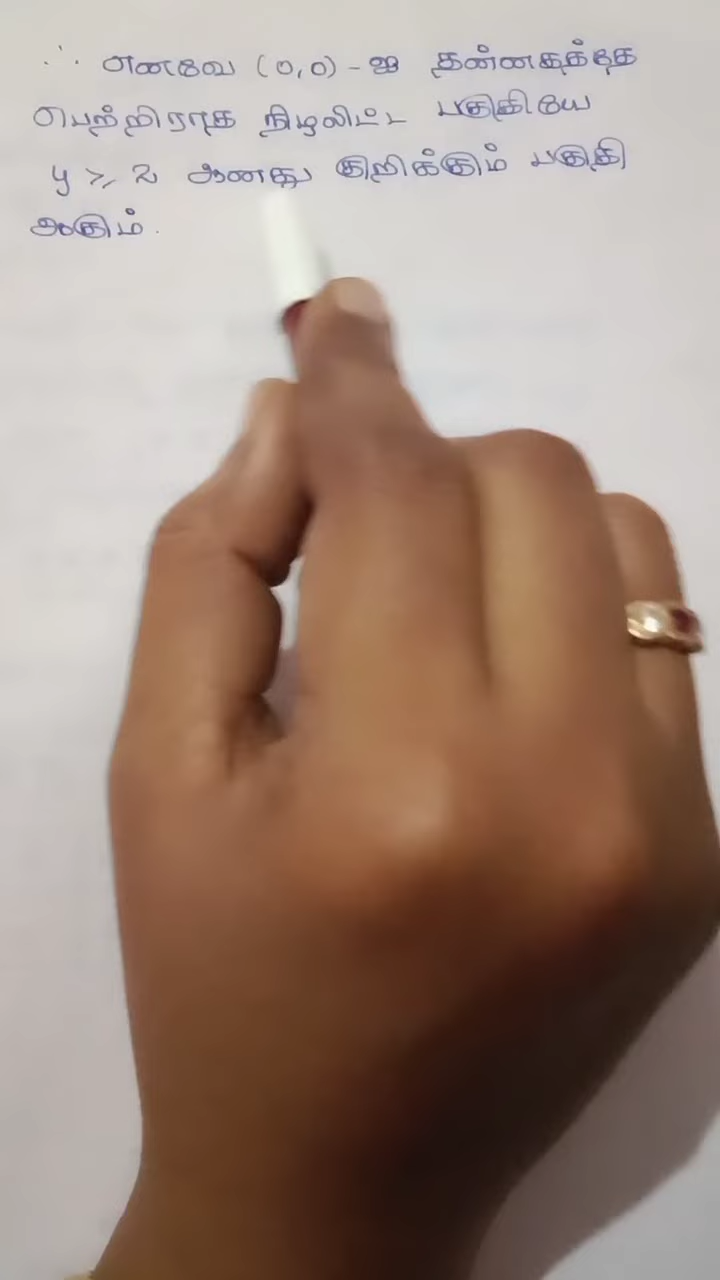 ∴ எனவே (0,0) - ஐ தன்னகத்தே
பெற்றிராத நிழலிட்ட பகுதியே
y ≥ 2 ஆனது குறிக்கும் பகுதி
ஆகும்.